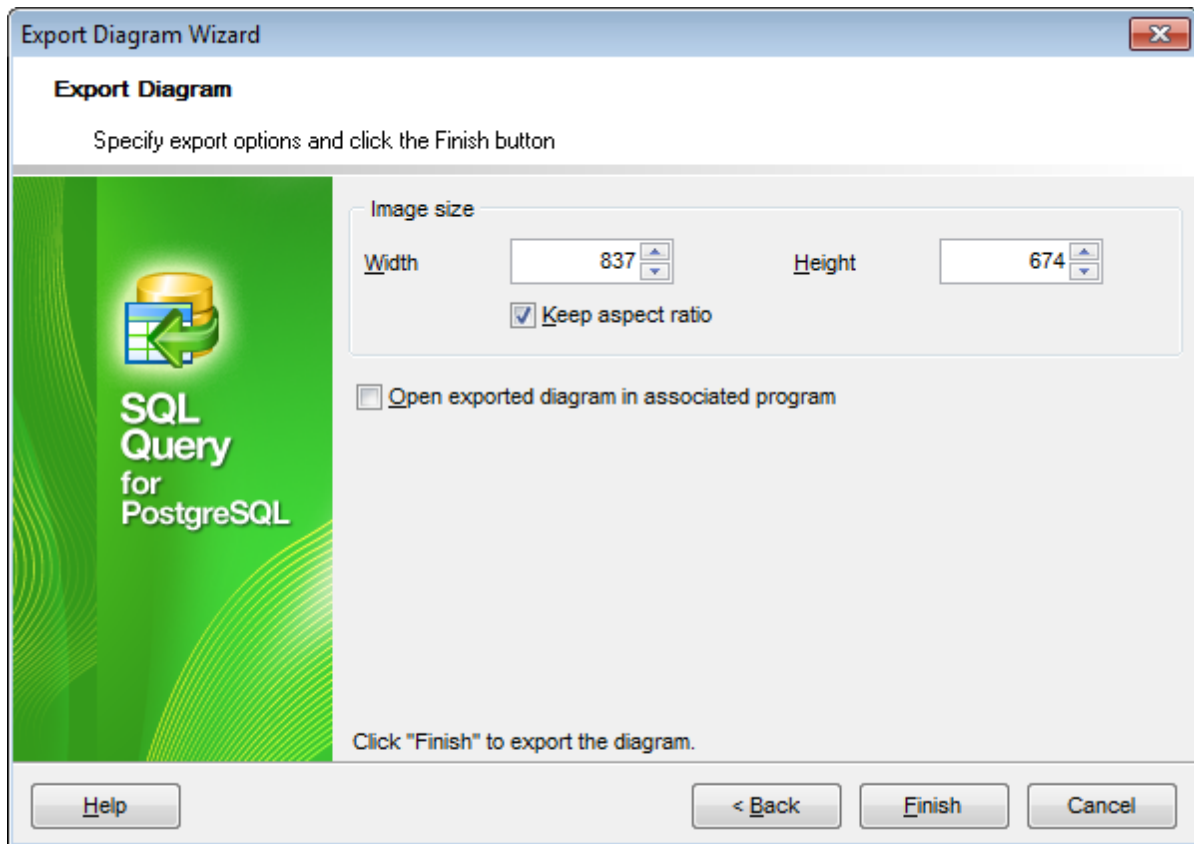 Export Diagram Wizard
Export Diagram
Specify export options and click the Finish button
Image size
Width 837 Height 674
Keep aspect ratio
Open exported diagram in associated program
SQL
Query
for
PostgreSQL
Click "Finish" to export the diagram.
Help < Back Finish Cancel